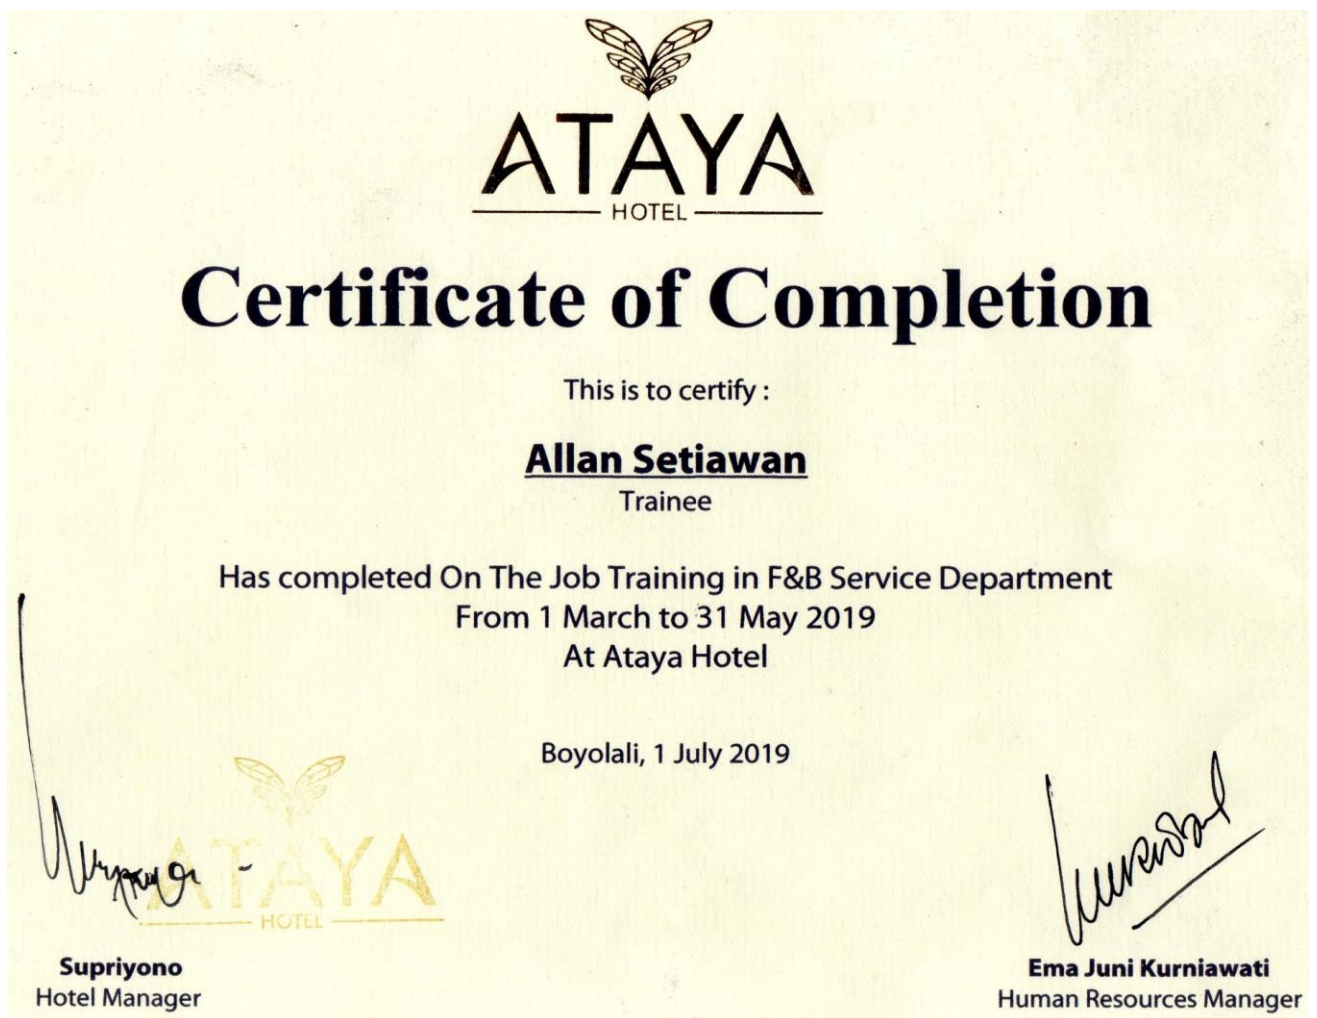 ATAYA
HOTEL
Certificate of Completion
This is to certify :
Allan Setiawan
Trainee
Has completed On The Job Training in F&B Service Department
From 1 March to 31 May 2019
At Ataya Hotel
Boyolali, 1 July 2019
ATAYA
HOTEL
Supriyono
Hotel Manager
Ema Juni Kurniawati
Human Resources Manager